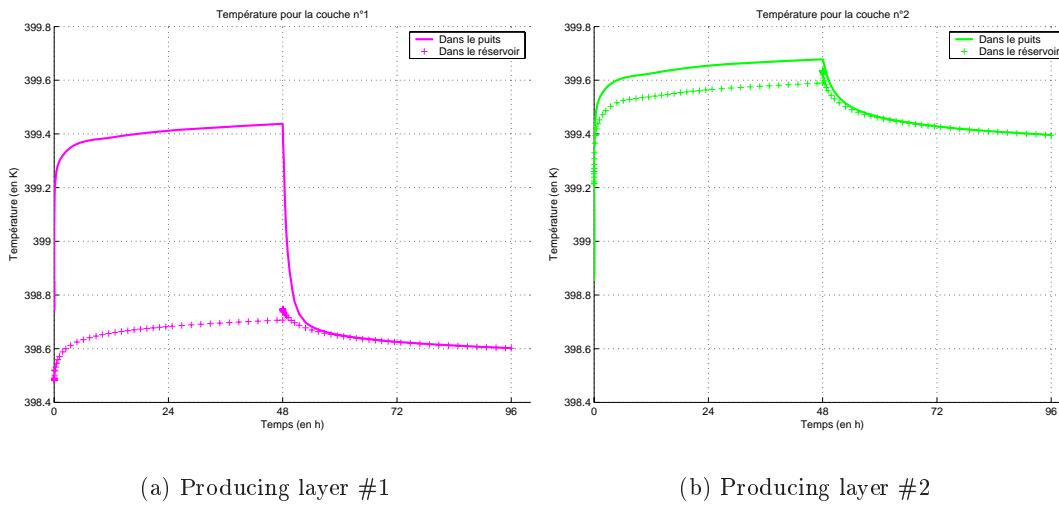 Température pour la couche n°1
399.8
399.6
399.4
399.2
399
398.8
398.6
398.4
Température (en K)
0
24
48
72
96
Temps (en h)
Dans le puits
Dans le réservoir
(a) Producing layer #1
Température pour la couche n°2
399.8
399.6
399.4
399.2
399
398.8
398.6
398.4
Température (en K)
0
24
48
72
96
Temps (en h)
Dans le puits
Dans le réservoir
(b) Producing layer #2